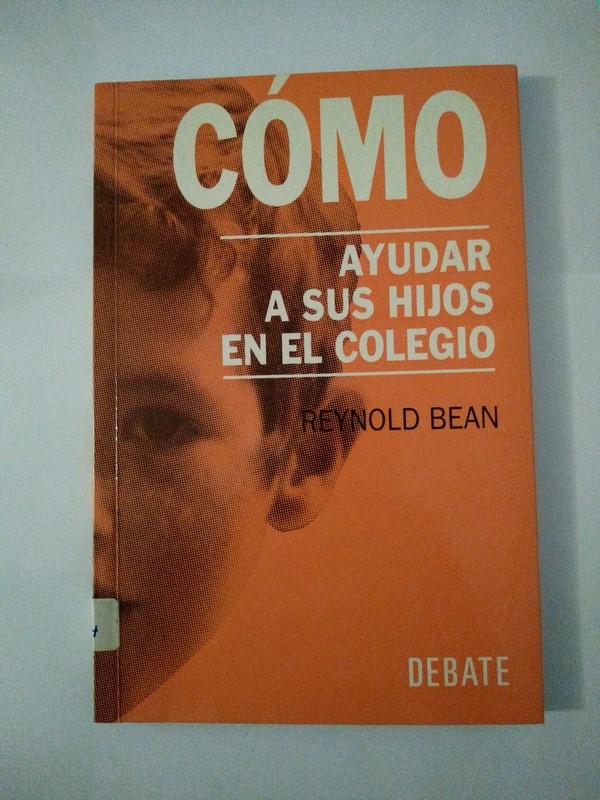 CÓMO
AYUDAR
A SUS HIJOS
EN EL COLEGIO
REYNOLD BEAN
DEBATE